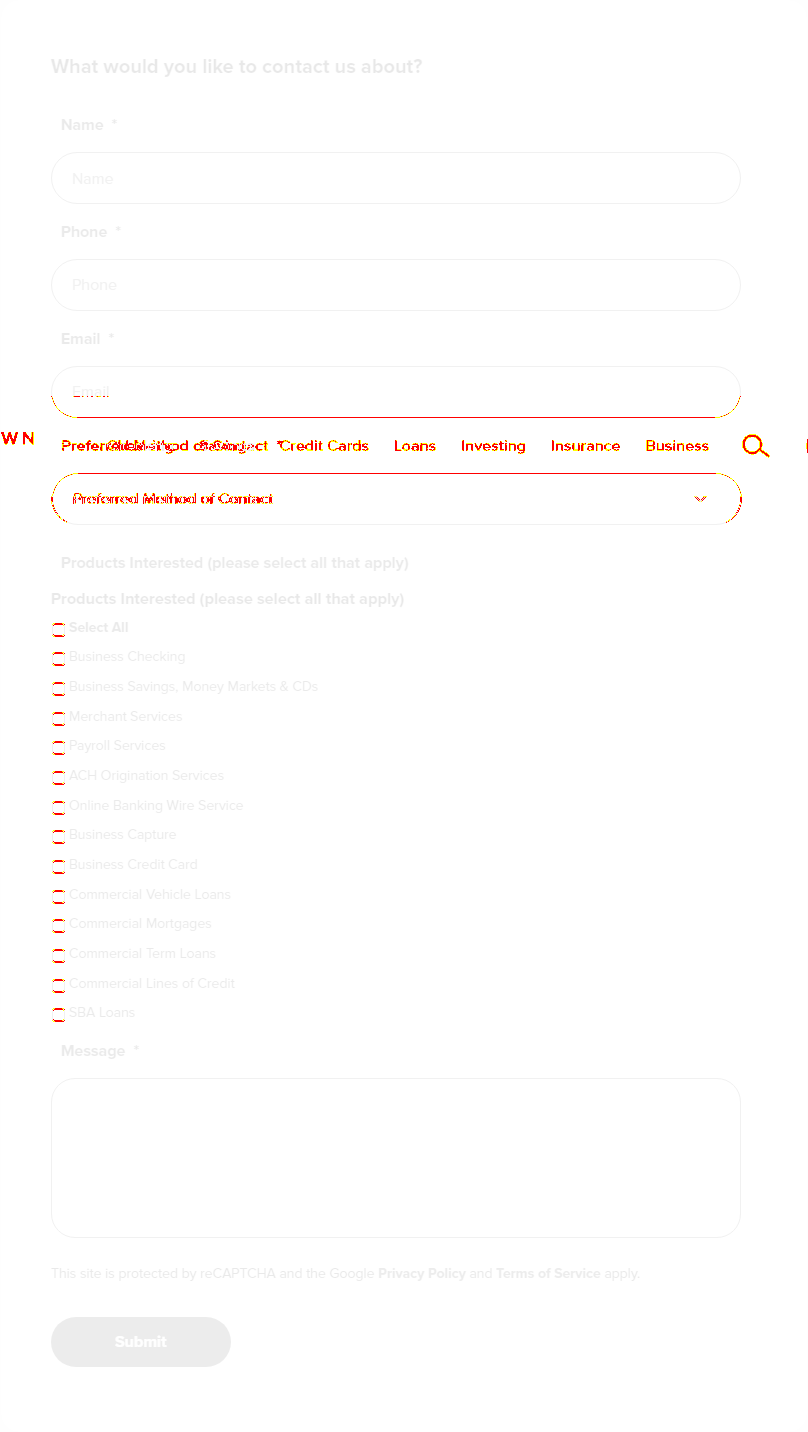 What would you like to contact us about?
Name *
Name
Phone *
Phone
Email *
Email
WN
Preferred Method of Contact *
Credit Cards Loans Investing Insurance Business
Preferred Method of Contact
Products Interested (please select all that apply)
Products Interested (please select all that apply)
Select All
Business Checking
Business Savings, Money Markets & CDs
Merchant Services
Payroll Services
ACH Origination Services
Online Banking Wire Service
Business Capture
Business Credit Card
Commercial Vehicle Loans
Commercial Mortgages
Commercial Term Loans
Commercial Lines of Credit
SBA Loans
Message *
This site is protected by reCAPTCHA and the Google Privacy Policy and Terms of Service apply.
Submit